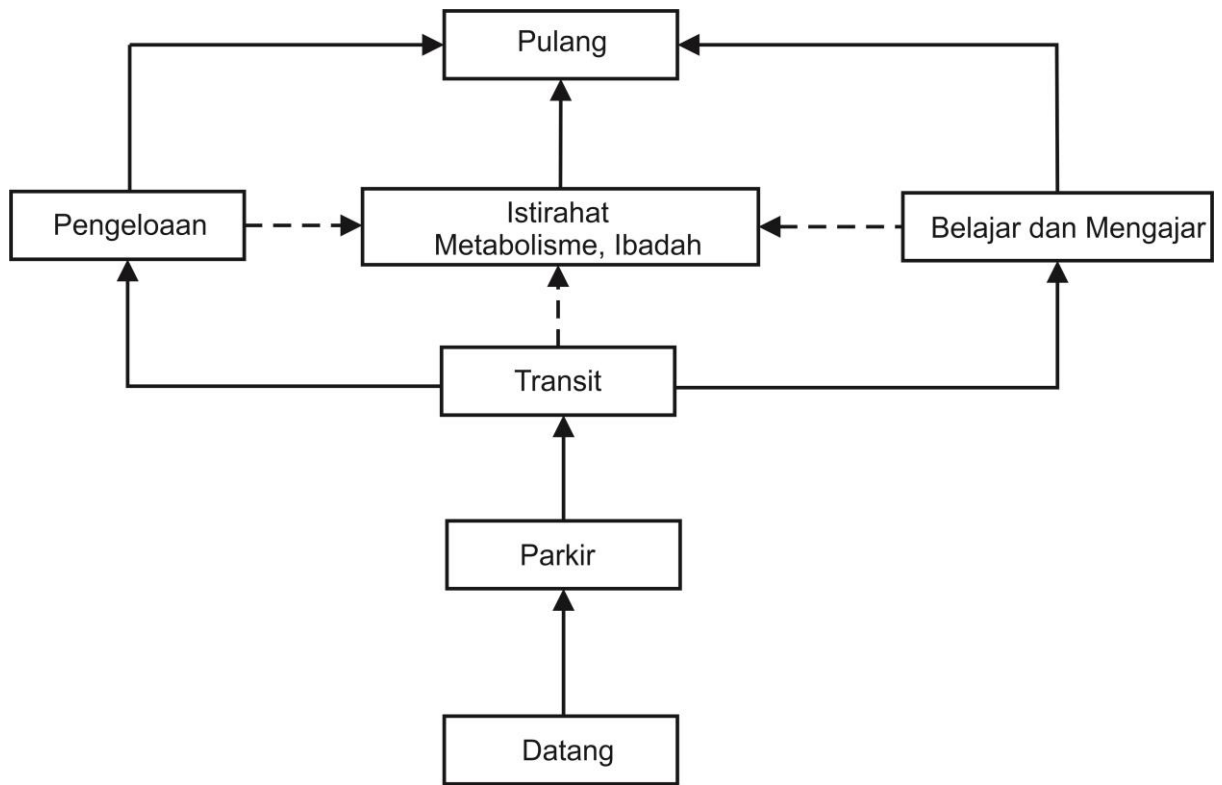 Pulang
Pengeloaan
Istirahat
Metabolisme, Ibadah
Belajar dan Mengajar
Transit
Parkir
Datang